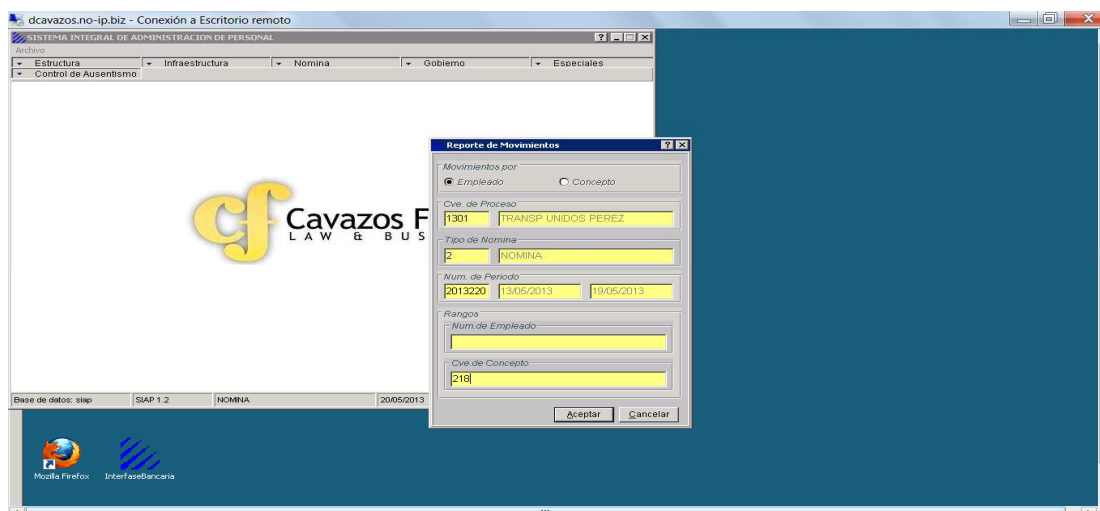 dcavazos.no-ip.biz - Conexión a Escritorio remoto
SISTEMA INTEGRAL DE ADMINISTRACION DE PERSONAL
Archivo
Estructura Infraestructura Nomina Gobierno Especiales
Control de Ausentismo
Reporte de Movimientos
Movimientos por
Empleado Concepto
Cve. de Proceso
1301 TRANSP UNIDOS PEREZ
Tipo de Nomina
2 NOMINA
Num. de Periodo
2013220 13/05/2013 19/05/2013
Rangos
Num.de Empleado
Cve.de Concepto
218
Aceptar Cancelar
cf Cavazos F
LAW & BUS
Base de datos: siap SIAP 1.2 NOMINA 20/05/2013
Mozilla Firefox InterfaseBancaria